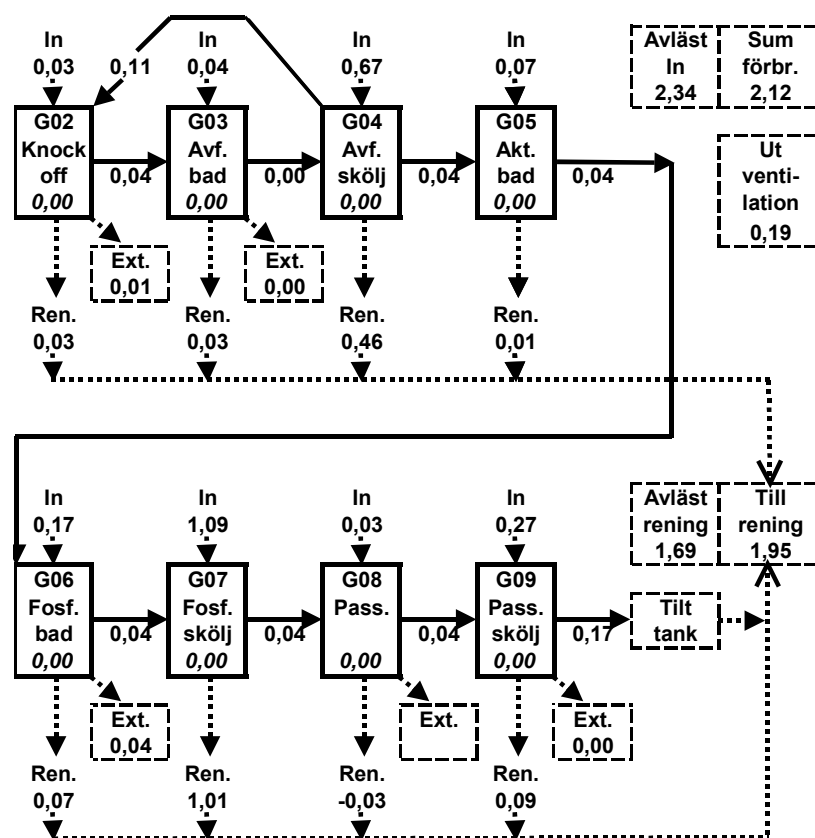 In
In
In
In
0,03
0,11
0,04
0,67
0,07
Avläst
In
2,34
Sum
förbr.
2,12
G02
Knock
off
0,00
0,04
G03
Avf.
bad
0,00
0,00
G04
Avf.
skölj
0,00
0,04
G05
Akt.
bad
0,00
0,04
Ut
venti-
lation
0,19
Ext.
0,01
Ext.
0,00
Ren.
0,03
Ren.
0,03
Ren.
0,46
Ren.
0,01
In
0,17
In
1,09
In
0,03
In
0,27
Avläst
rening
1,69
Till
rening
1,95
G06
Fosf.
bad
0,00
0,04
G07
Fosf.
skölj
0,00
0,04
G08
Pass.
0,00
0,04
G09
Pass.
skölj
0,00
0,17
Tilt
tank
Ext.
0,04
Ext.
Ext.
0,00
Ren.
0,07
Ren.
1,01
Ren.
-0,03
Ren.
0,09